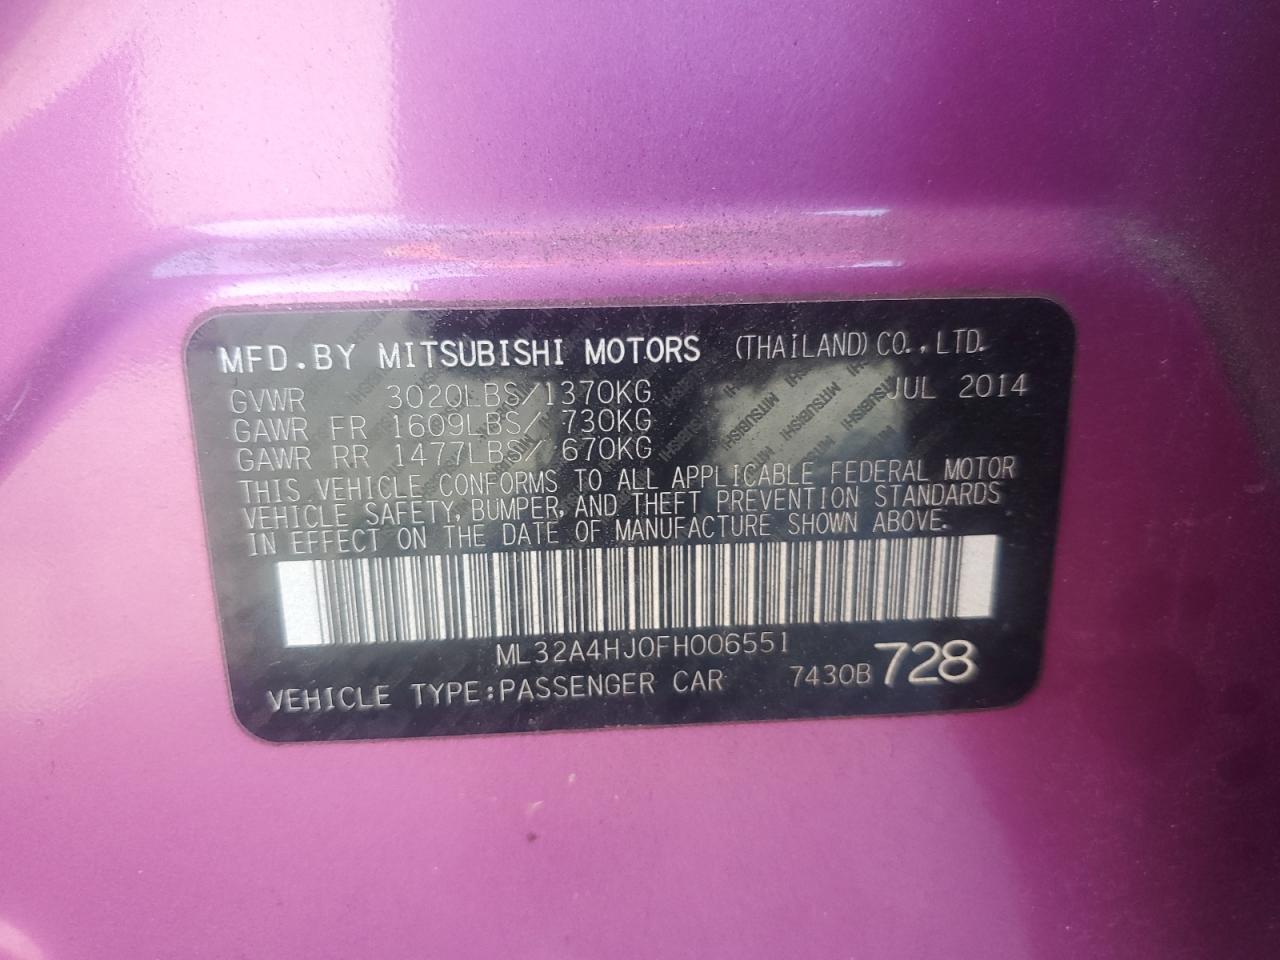 MFD.BY MITSUBISHI MOTORS (THAILAND) CO., LTD.
GVWR 3020LBS/1370KG JUL 2014
GAWR FR 1609LBS/ 730KG
GAWR RR 1477LBS/ 670KG
THIS VEHICLE CONFORMS TO ALL APPLICABLE FEDERAL MOTOR
VEHICLE SAFETY, BUMPER, AND THEFT PREVENTION STANDARDS
IN EFFECT ON THE DATE OF MANUFACTURE SHOWN ABOVE.
ML32A4HJ0FH006551
VEHICLE TYPE:PASSENGER CAR 7430B 728